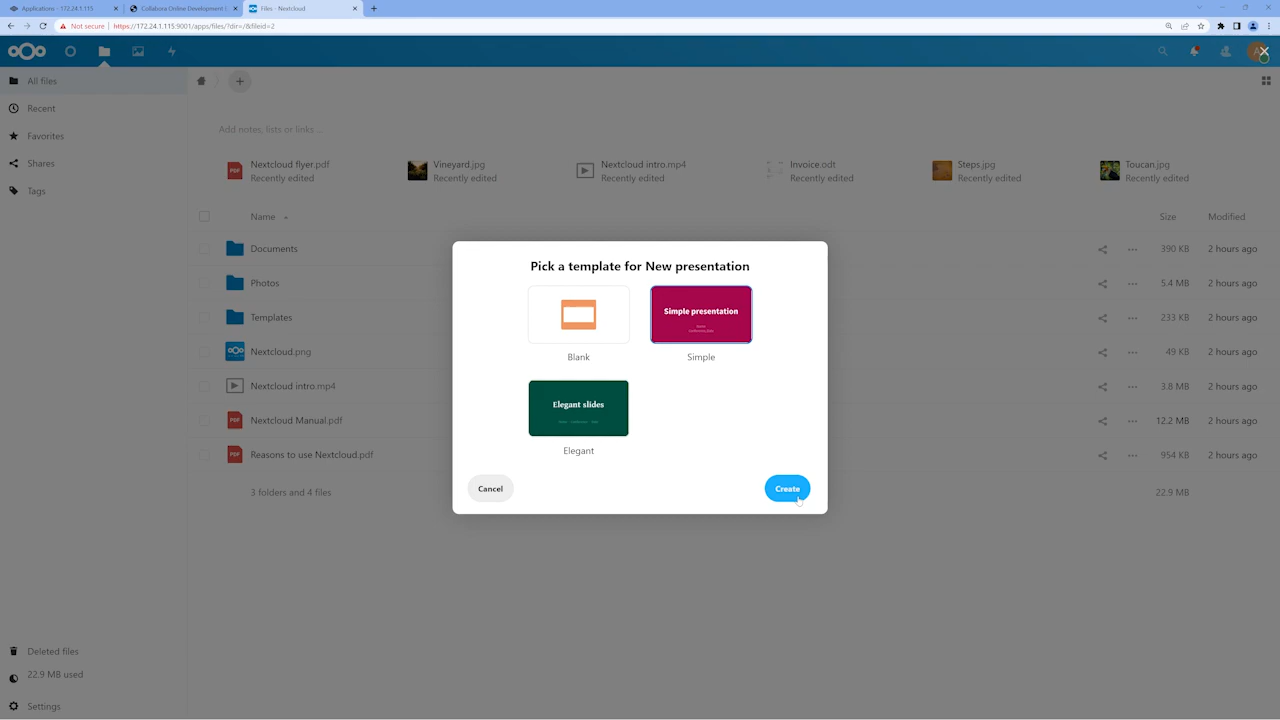 Applications - 172.24.1.115
Collabora Online Development
Files - Nextcloud
Not secure
https://172.24.1.115:9001/apps/files/?dir=/&fileid=2
All files
Recent
Favorites
Shares
Tags
Add notes, lists or links ...
Nextcloud flyer.pdf
Recently edited
Vineyard.jpg
Recently edited
Nextcloud intro.mp4
Recently edited
Invoice.odt
Recently edited
Steps.jpg
Recently edited
Toucan.jpg
Recently edited
Name
Size
Modified
Documents
390 KB
2 hours ago
Photos
5.4 MB
2 hours ago
Templates
233 KB
2 hours ago
Nextcloud.png
49 KB
2 hours ago
Nextcloud intro.mp4
3.8 MB
2 hours ago
PDF
Nextcloud Manual.pdf
12.2 MB
2 hours ago
PDF
Reasons to use Nextcloud.pdf
954 KB
2 hours ago
3 folders and 4 files
22.9 MB
Pick a template for New presentation
Simple presentation
Blank
Simple
Elegant slides
Elegant
Cancel
Create
Deleted files
22.9 MB used
Settings